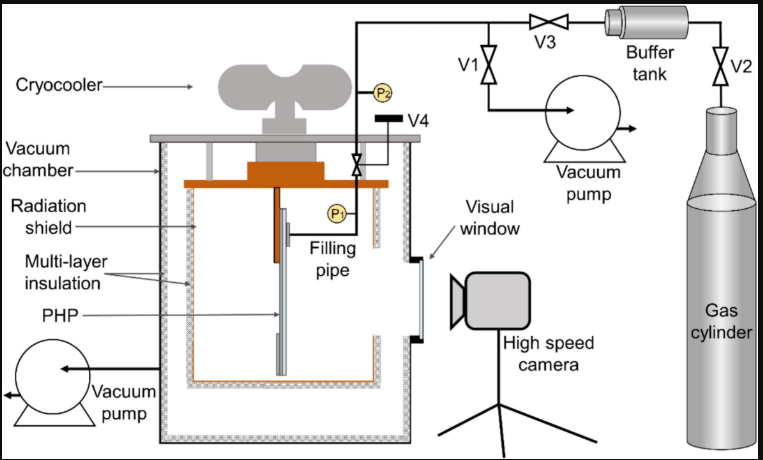 Cryocooler
Vacuum
chamber
Radiation
shield
Multi-layer
insulation
PHP
Vacuum
pump
P2
V4
P1
Filling
pipe
Visual
window
High speed
camera
V1
V3
Buffer
tank
V2
Vacuum
pump
Gas
cylinder